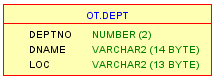 OT.DEPT
DEPTNO NUMBER (2)
DNAME VARCHAR2 (14 BYTE)
LOC VARCHAR2 (13 BYTE)